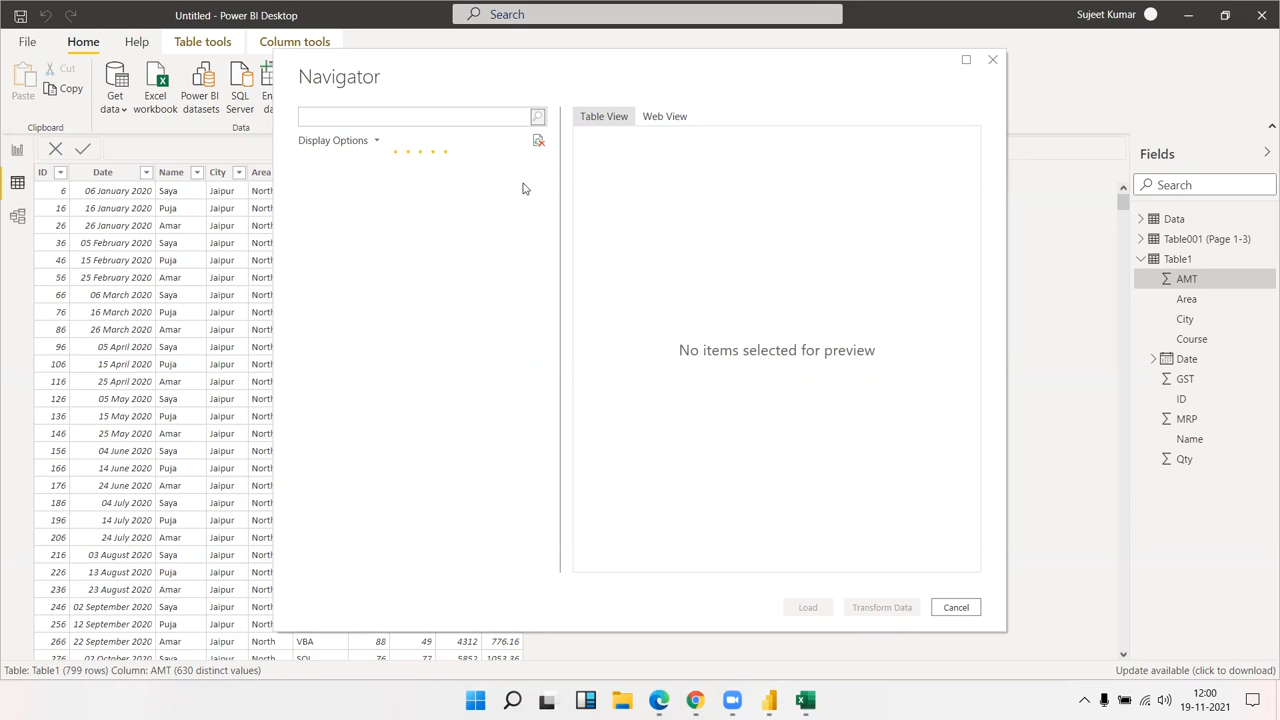 Untitled - Power BI Desktop
Search
Sujeet Kumar
File
Home
Help
Table tools
Column tools
Paste
Cut
Copy
Get data
Excel workbook
Power BI datasets
SQL Server
Clipboard
Data
Navigator
Display Options
Table View
Web View
No items selected for preview
Load
Transform Data
Cancel
ID Date Name City Area
6 06 January 2020 Saya Jaipur North
16 16 January 2020 Puja Jaipur North
26 26 January 2020 Amar Jaipur North
36 05 February 2020 Saya Jaipur North
46 15 February 2020 Puja Jaipur North
56 25 February 2020 Amar Jaipur North
66 06 March 2020 Saya Jaipur North
76 16 March 2020 Puja Jaipur North
86 26 March 2020 Amar Jaipur North
96 05 April 2020 Saya Jaipur North
106 15 April 2020 Puja Jaipur North
116 25 April 2020 Amar Jaipur North
126 05 May 2020 Saya Jaipur North
136 15 May 2020 Puja Jaipur North
146 25 May 2020 Amar Jaipur North
156 04 June 2020 Saya Jaipur North
166 14 June 2020 Puja Jaipur North
176 24 June 2020 Amar Jaipur North
186 04 July 2020 Saya Jaipur North
196 14 July 2020 Puja Jaipur North
206 24 July 2020 Amar Jaipur North
216 03 August 2020 Saya Jaipur North
226 13 August 2020 Puja Jaipur North
236 23 August 2020 Amar Jaipur North
246 02 September 2020 Saya Jaipur North
256 12 September 2020 Puja Jaipur North
266 22 September 2020 Amar Jaipur North VBA 88 49 4312 776.16
276 02 October 2020 Saya Jaipur North SQL 76 77 5852 1053.36
Fields
Search
Data
Table001 (Page 1-3)
Table1
AMT
Area
City
Course
Date
GST
ID
MRP
Name
Qty
Table: Table1 (799 rows) Column: AMT (630 distinct values)
Update available (click to download)
12:00
19-11-2021